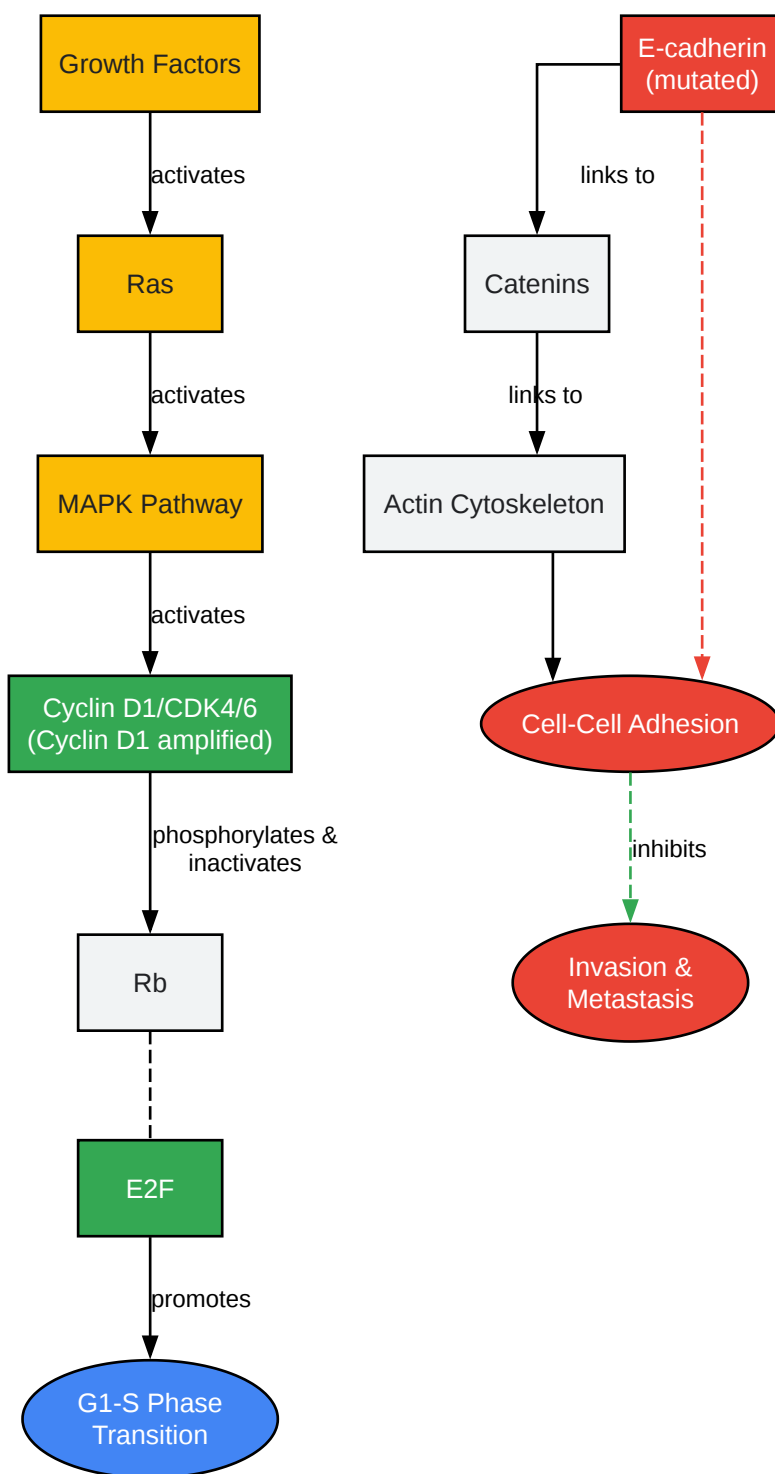 Growth Factors
activates
Ras
activates
MAPK Pathway
activates
Cyclin D1/CDK4/6
(Cyclin D1 amplified)
phosphorylates &
inactivates
Rb
E2F
promotes
G1-S Phase
Transition
E-cadherin
(mutated)
links to
Catenins
links to
Actin Cytoskeleton
Cell-Cell Adhesion
inhibits
Invasion &
Metastasis